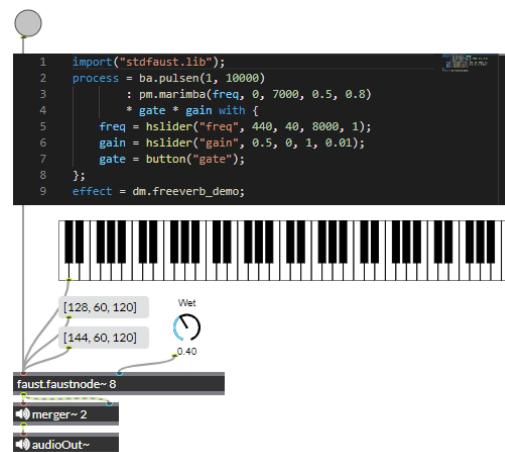 1 import("stdfaust.lib");
2 process = ba.pulsen(1, 10000)
3 : pm.marimba(freq, 0, 7000, 0.5, 0.8)
4 * gate * gain with {
5 freq = hslider("freq", 440, 40, 8000, 1);
6 gain = hslider("gain", 0.5, 0, 1, 0.01);
7 gate = button("gate");
8 };
9 effect = dm.freeverb_demo;
[128, 60, 120]
Wet
[144, 60, 120]
0.40
faust.faustnode~ 8
merger~ 2
audioOut~